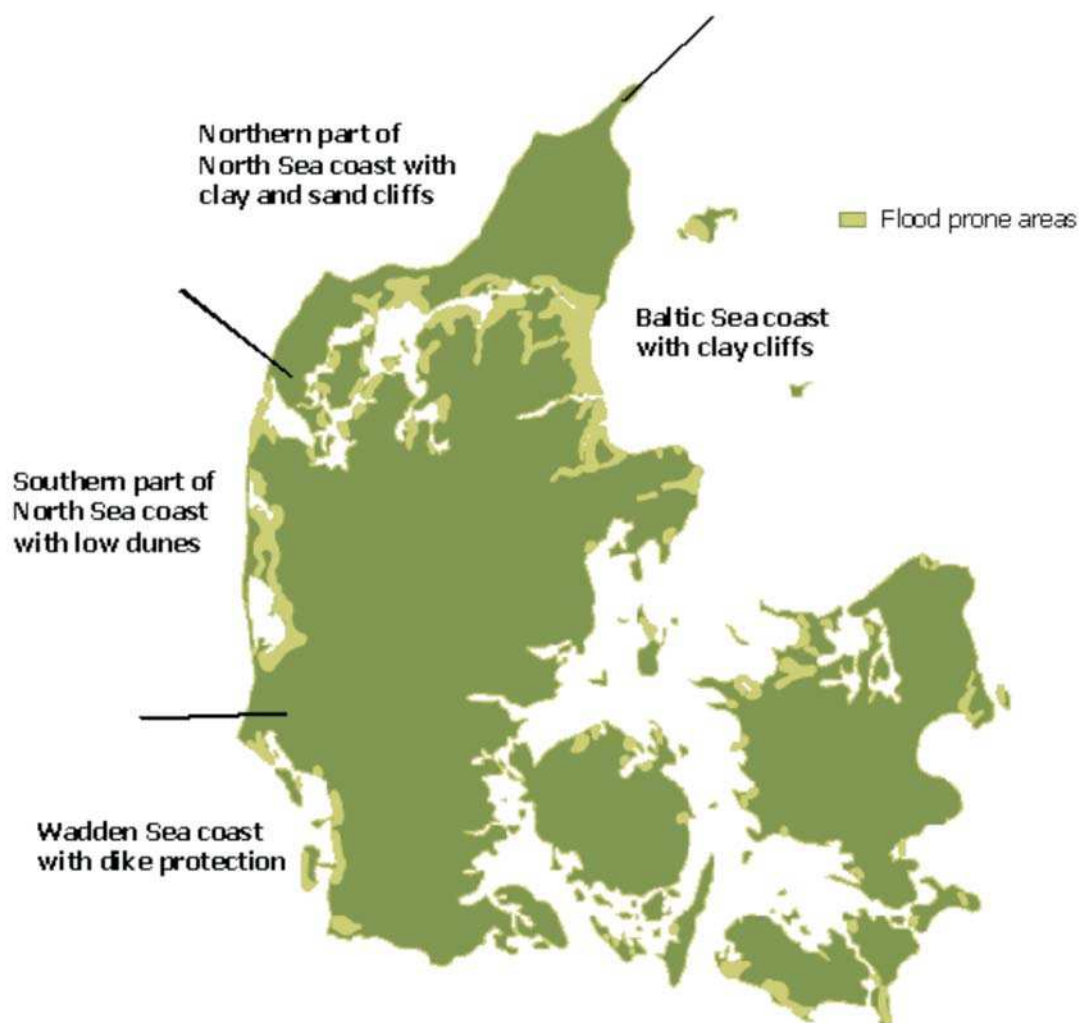 Northern part of
North Sea coast with
clay and sand cliffs
Flood prone areas
Baltic Sea coast
with clay cliffs
Southern part of
North Sea coast
with low dunes
Wadden Sea coast
with dike protection